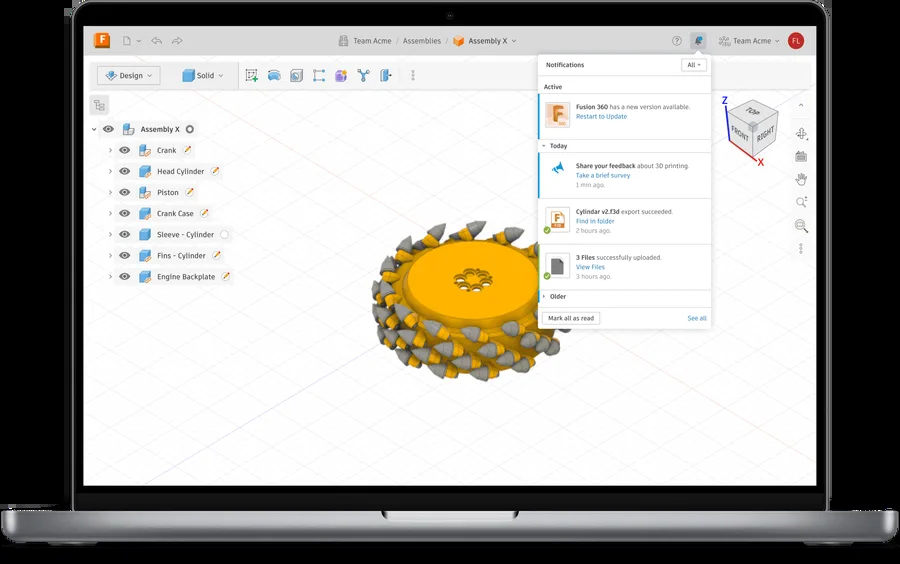 F
Team Acme / Assemblies / Assembly X
Team Acme
FL
Design
Solid
Assembly X
Crank
Head Cylinder
Piston
Crank Case
Sleeve - Cylinder
Fins - Cylinder
Engine Backplate
Notifications
All
Active
F
Fusion 360 has a new version available.
Restart to Update
Today
Share your feedback about 3D printing.
Take a brief survey
1 min ago.
F
Cylindar v2.f3d export succeeded.
Find in folder
2 hours ago.
3 Files successfully uploaded.
View Files
3 hours ago.
Older
Mark all as read
See all
Z
TOP
FRONT
RIGHT
X